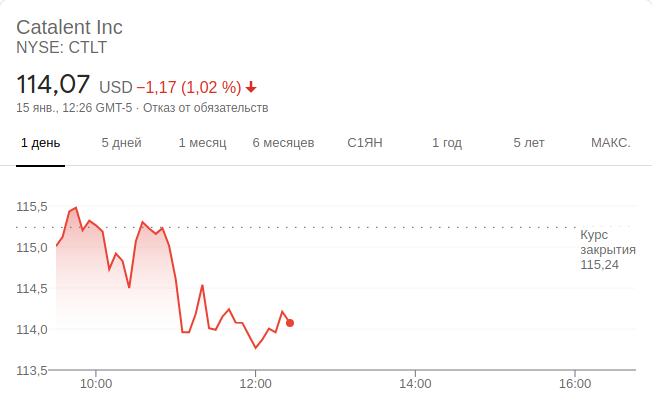 Catalent Inc
NYSE: CTLT
114,07 USD −1,17 (1,02 %)
15 янв., 12:26 GMT-5 · Отказ от обязательств
1 день 5 дней 1 месяц 6 месяцев С1ЯН 1 год 5 лет МАКС.
115,5
115,0
114,5
114,0
113,5
Курс
закрытия
115,24
10:00 12:00 14:00 16:00